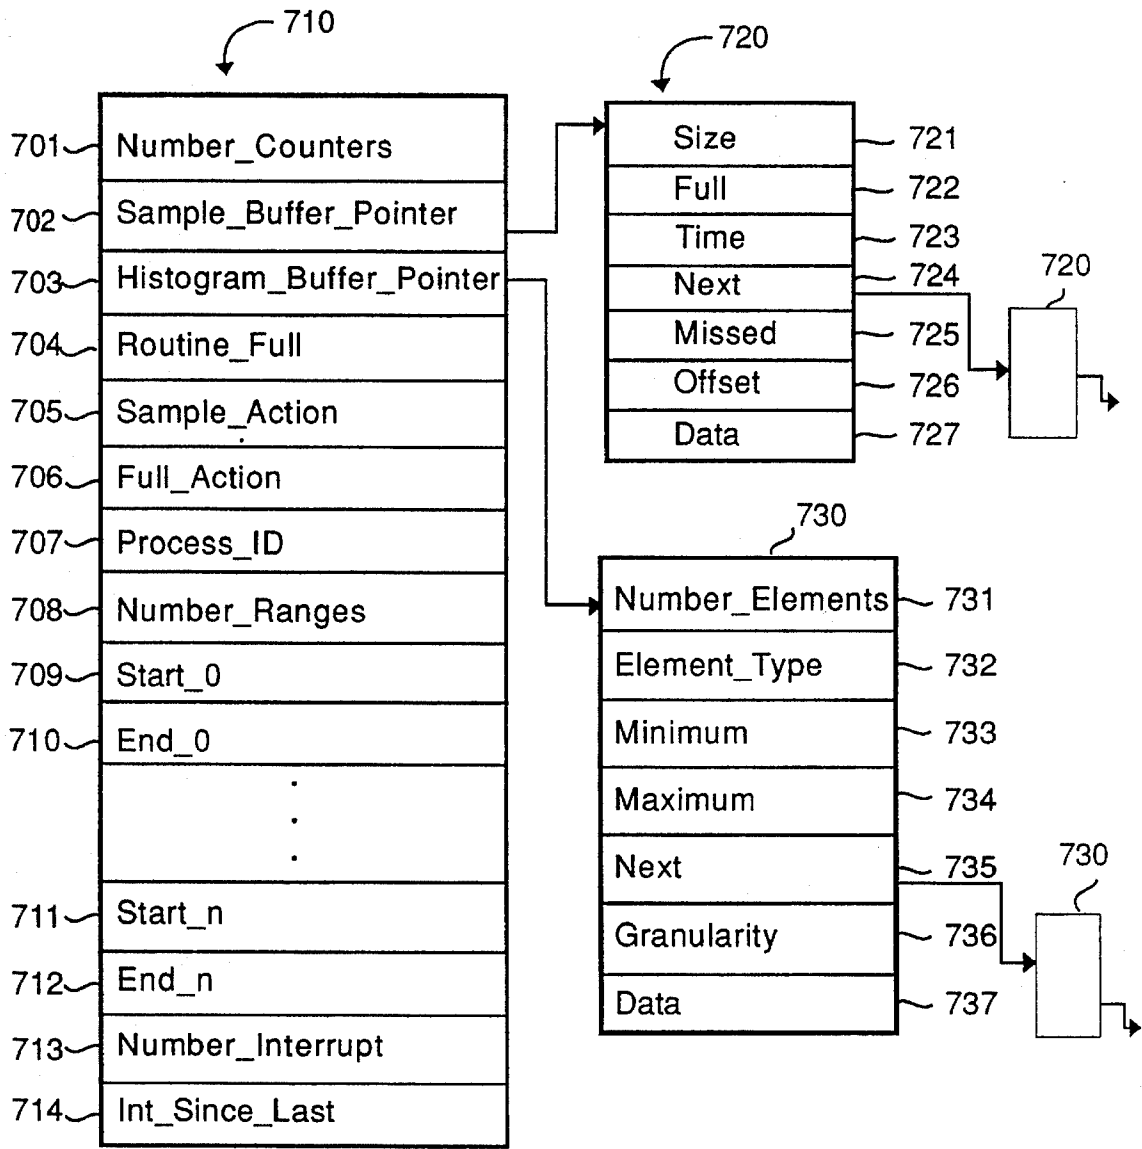 710
701 Number_Counters
702 Sample_Buffer_Pointer
703 Histogram_Buffer_Pointer
704 Routine_Full
705 Sample_Action
706 Full_Action
707 Process_ID
708 Number_Ranges
709 Start_0
710 End_0
711 Start_n
712 End_n
713 Number_Interrupt
714 Int_Since_Last
720
Size 721
Full 722
Time 723
Next 724
Missed 725
Offset 726
Data 727
720
730
Number_Elements 731
Element_Type 732
Minimum 733
Maximum 734
Next 735
Granularity 736
Data 737
730